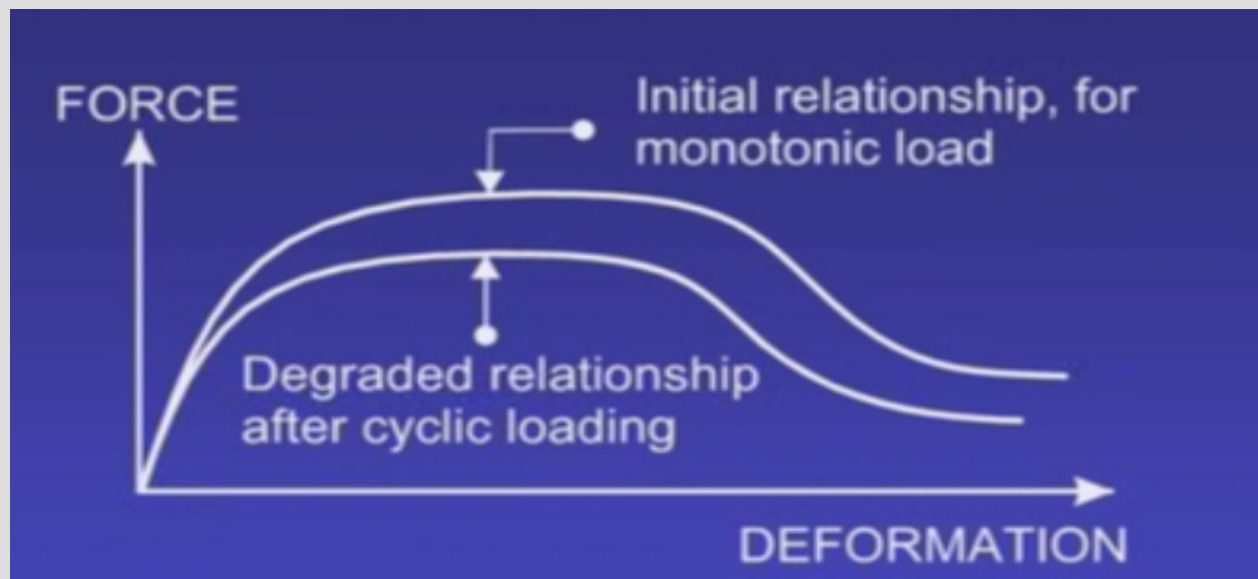 FORCE
Initial relationship, for
monotonic load
Degraded relationship
after cyclic loading
DEFORMATION